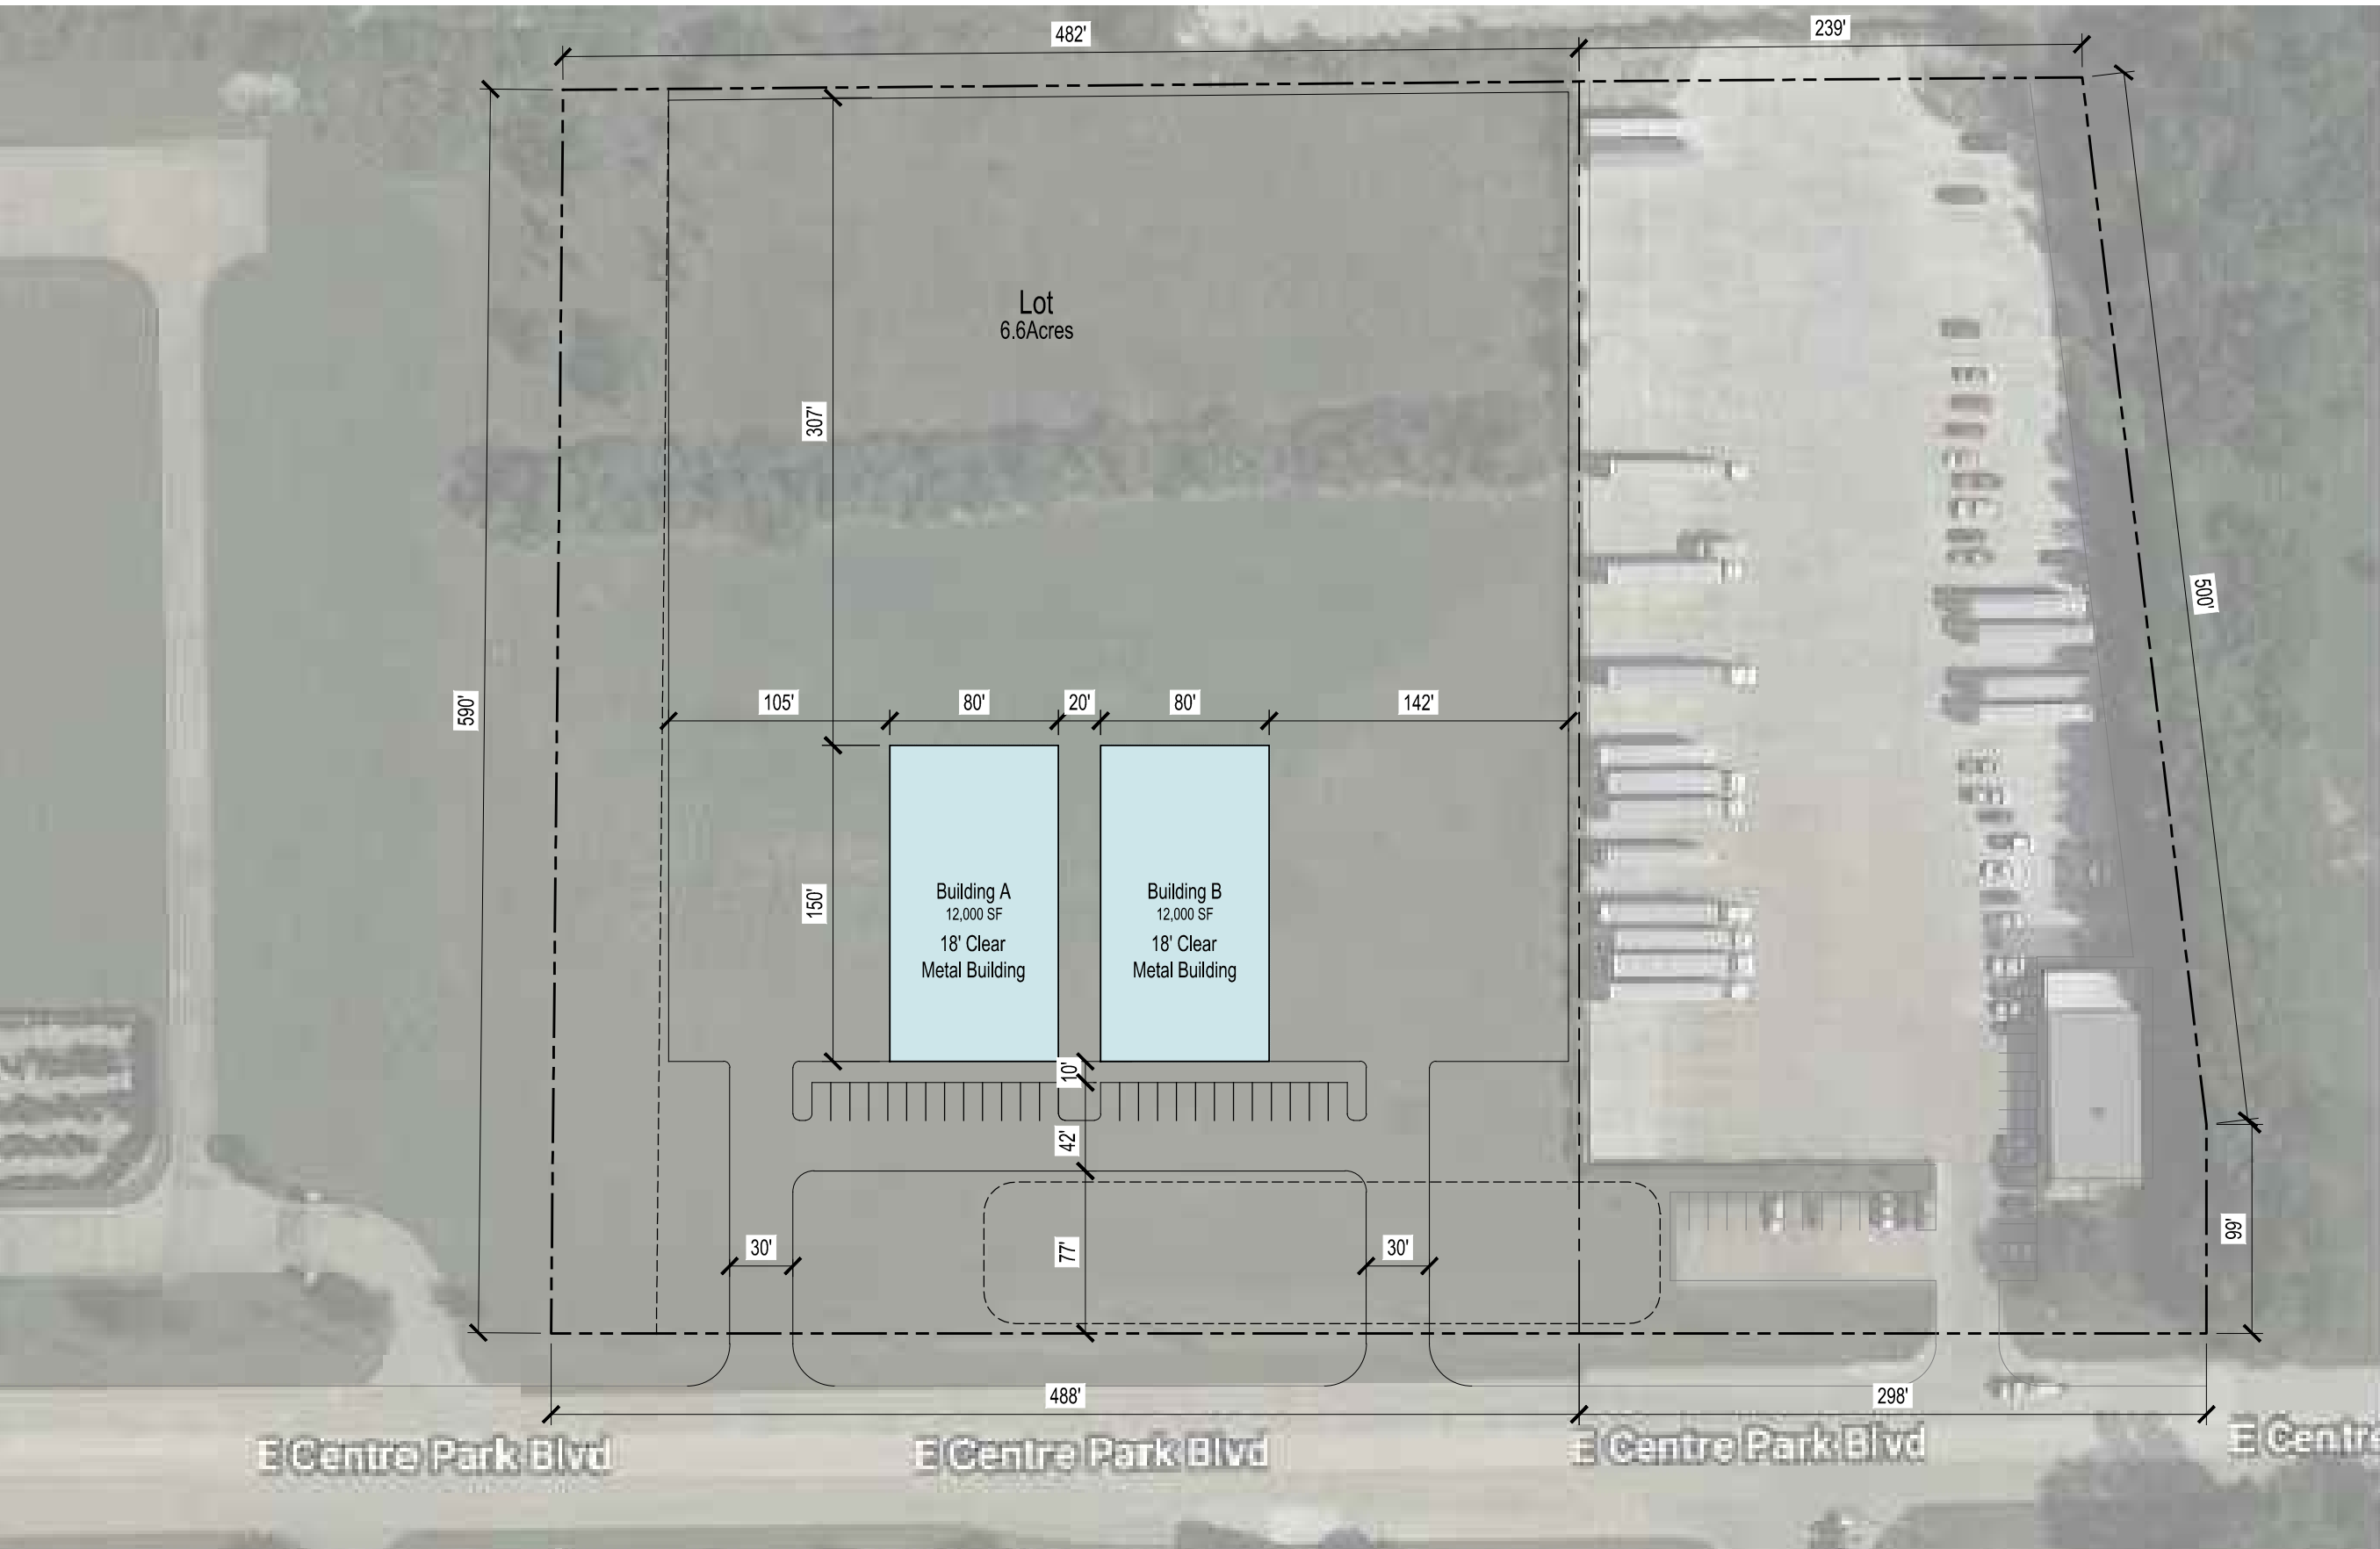 482'
239'
Lot
6.6Acres
307'
590'
500'
105'
80'
20'
80'
142'
150'
Building A
12,000 SF
18' Clear
Metal Building
Building B
12,000 SF
18' Clear
Metal Building
10'
42'
30'
77'
30'
99'
488'
298'
E Centre Park Blvd
E Centre Park Blvd
E Centre Park Blvd
E Centre